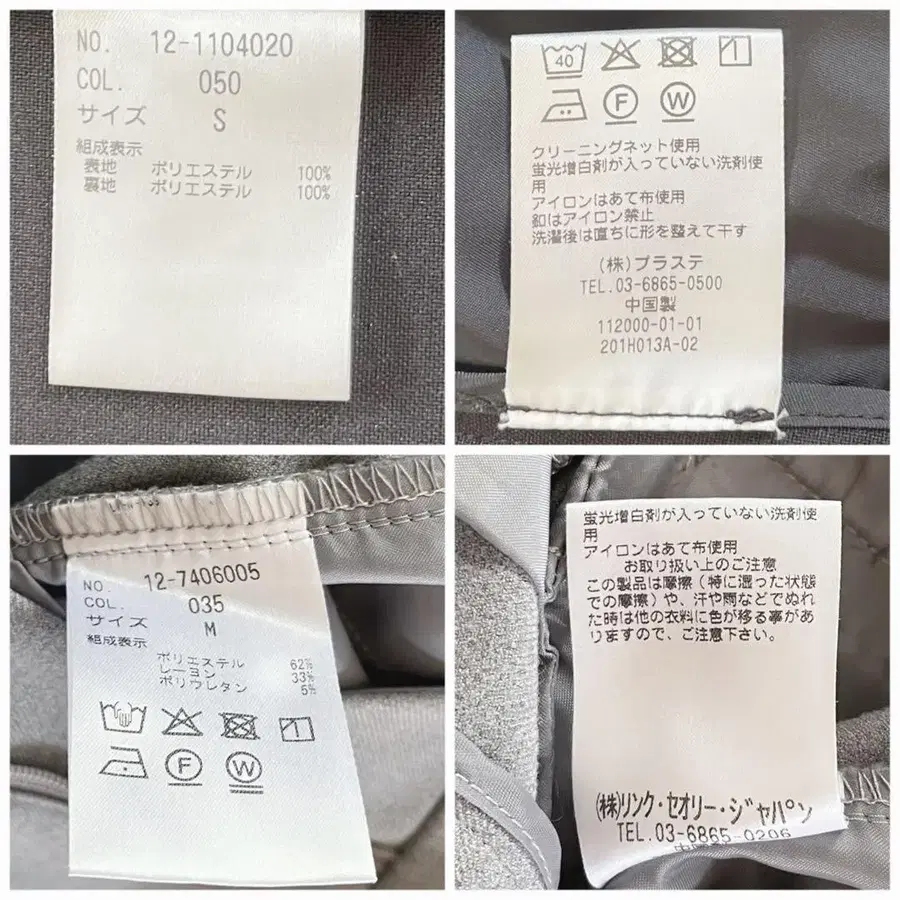 NO. 12-1104020
COL. 050
サイズ S
組成表示
表地 ポリエステル 100%
裏地 ポリエステル 100%
40
F W
クリーニングネット使用
蛍光増白剤が入っていない洗剤使
用
アイロンはあて布使用
釦はアイロン禁止
洗濯後は直ちに形を整えて干す
(株)プラステ
TEL.03-6865-0500
中国製
112000-01-01
201H013A-02
NO. 12-7406005
COL. 035
サイズ M
組成表示
ポリエステル 62%
レーヨン 33%
ポリウレタン 5%
F W
蛍光増白剤が入っていない洗剤使
用
アイロンはあて布使用
お取り扱い上のご注意
この製品は摩擦(特に湿った状態
での摩擦)や、汗や雨などでぬれ
た時は他の衣料に色が移る事があ
りますので、ご注意下さい。
(株)リンク・セオリー・ジャパン
TEL.03-6865-0206